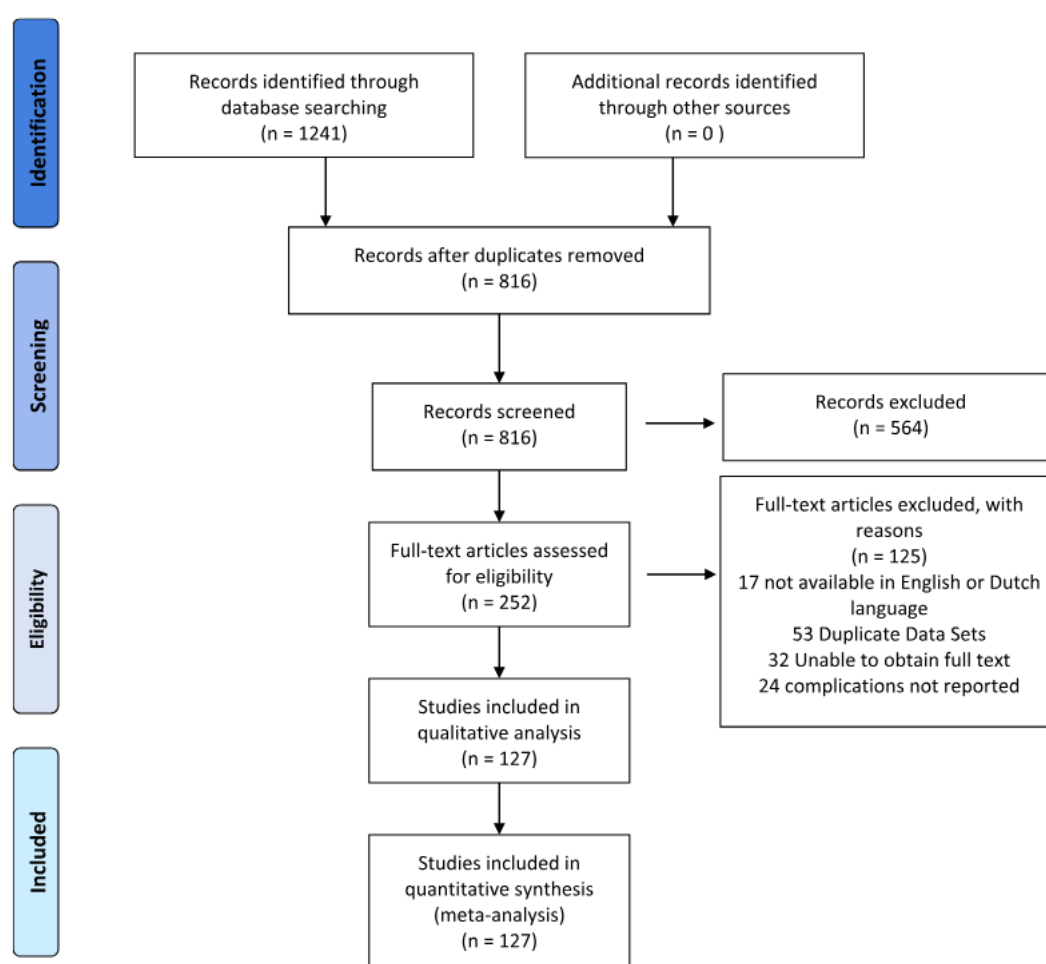 Identification
Records identified through
database searching
(n = 1241)
Additional records identified
through other sources
(n = 0 )
Records after duplicates removed
(n = 816)
Screening
Records screened
(n = 816)
Records excluded
(n = 564)
Eligibility
Full-text articles assessed
for eligibility
(n = 252)
Full-text articles excluded, with
reasons
(n = 125)
17 not available in English or Dutch
language
53 Duplicate Data Sets
32 Unable to obtain full text
24 complications not reported
Studies included in
qualitative analysis
(n = 127)
Included
Studies included in
quantitative synthesis
(meta-analysis)
(n = 127)